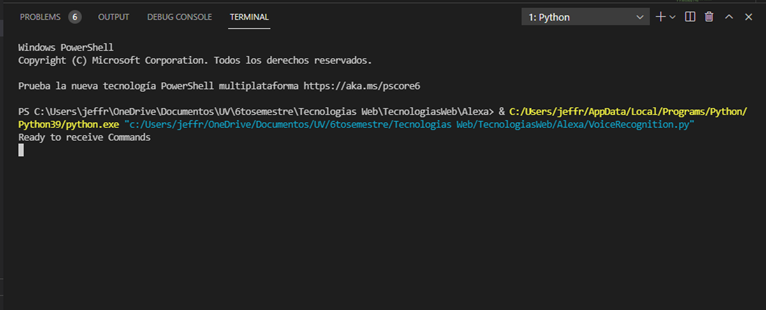 PROBLEMS 6 OUTPUT DEBUG CONSOLE TERMINAL 1: Python
Windows PowerShell
Copyright (C) Microsoft Corporation. Todos los derechos reservados.
Prueba la nueva tecnología PowerShell multiplataforma https://aka.ms/pscore6
PS C:\Users\jeffr\OneDrive\Documentos\UV\6tosemestre\Tecnologias Web\TecnologiasWeb\Alexa> & C:/Users/jeffr/AppData/Local/Programs/Python/
Python39/python.exe "c:/Users/jeffr/OneDrive/Documentos/UV/6tosemestre/Tecnologias Web/TecnologiasWeb/Alexa/VoiceRecognition.py"
Ready to receive Commands